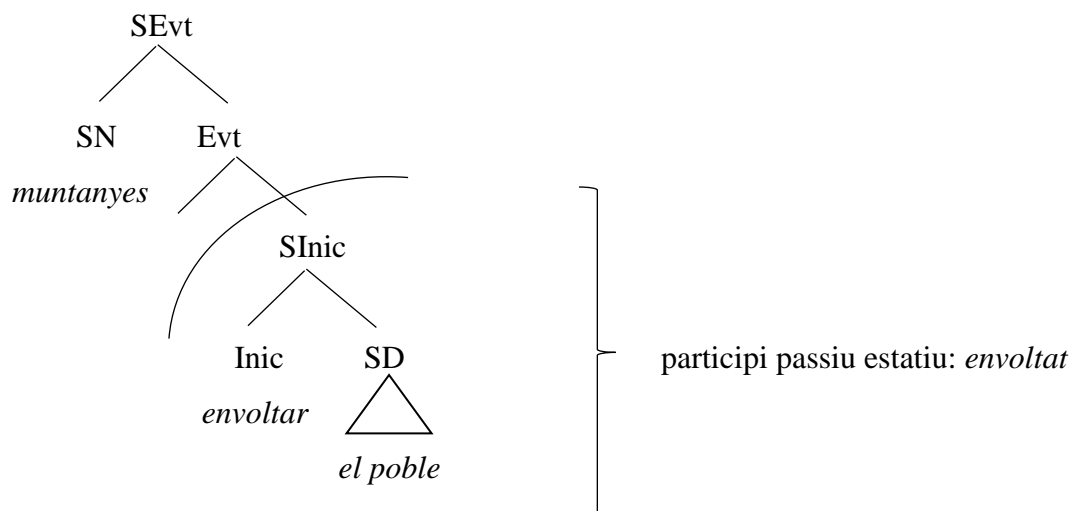 SEvt
SN Evt
muntanyes
SInic
Inic SD participi passiu estatiu: envoltat
envoltar
el poble